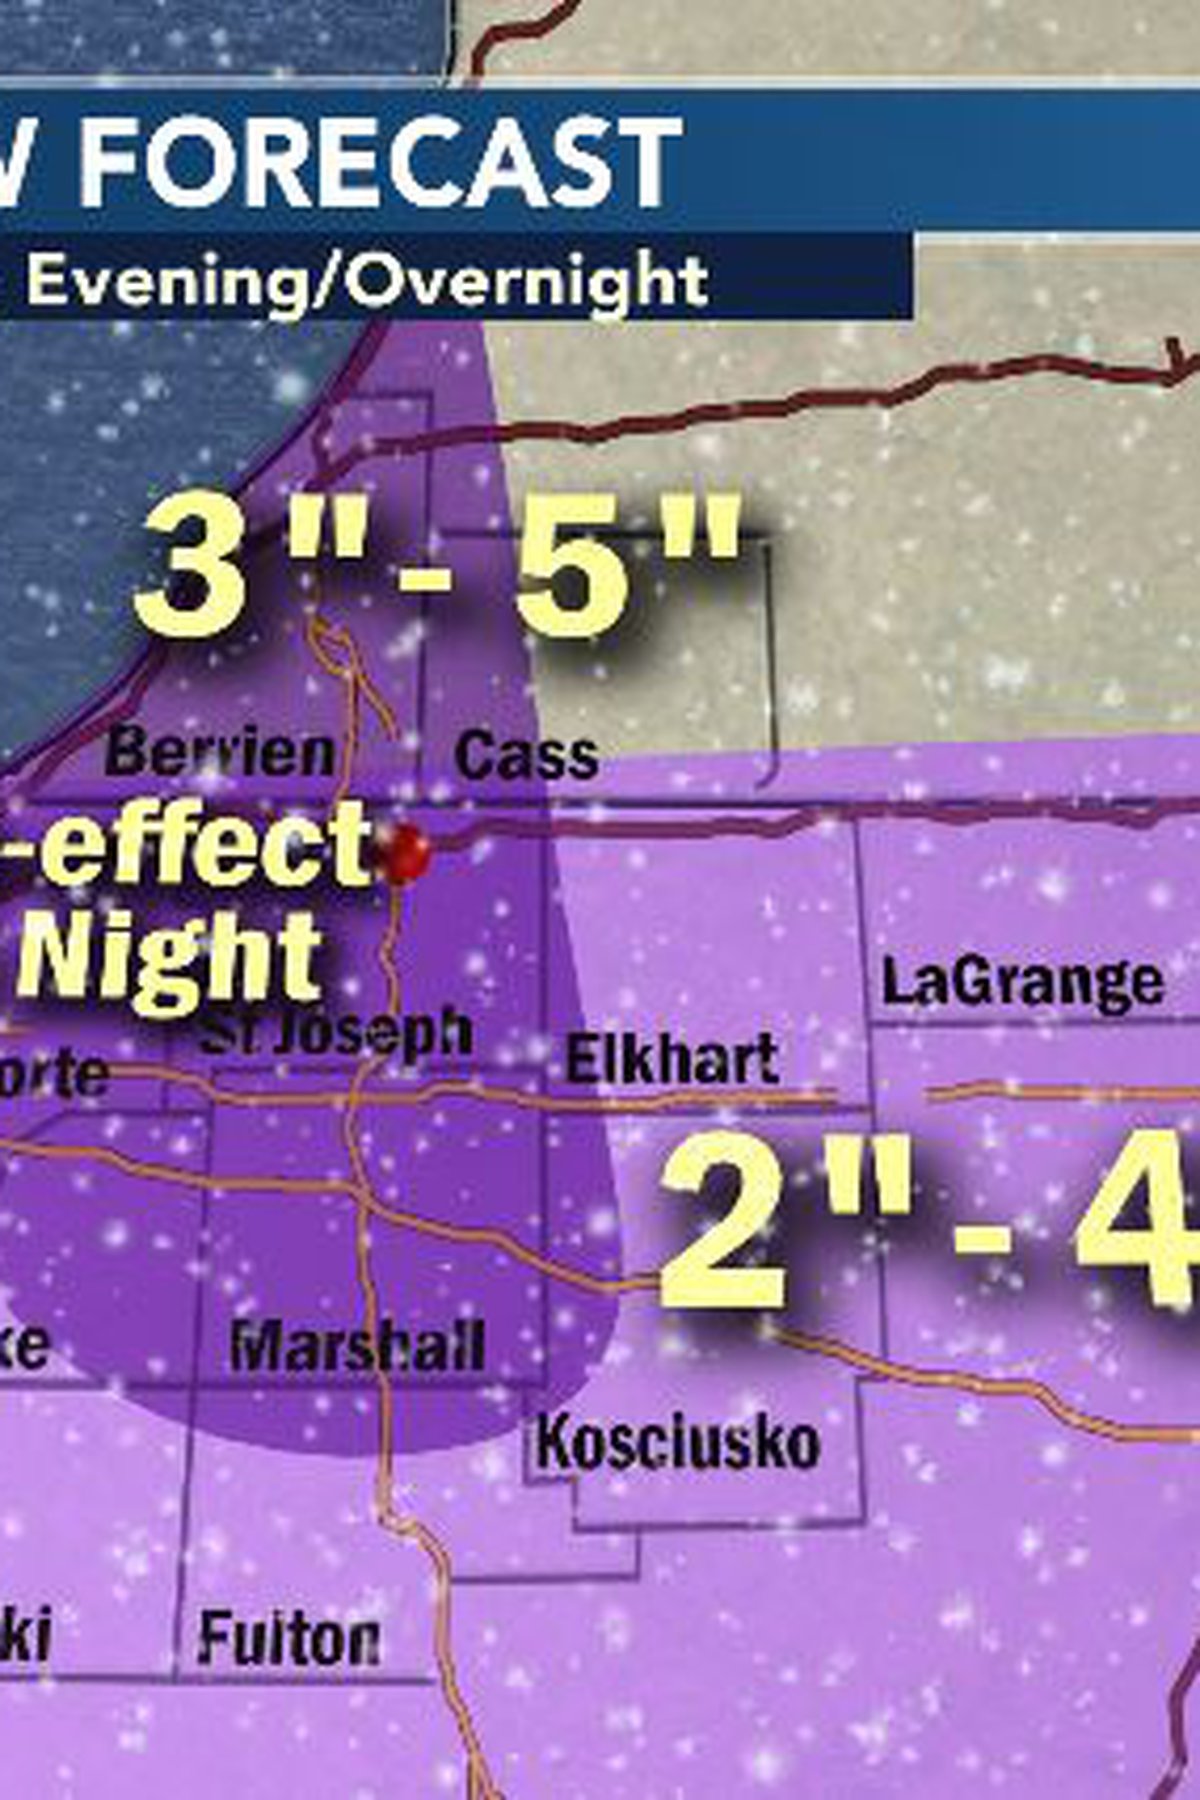 W FORECAST
Evening/Overnight
3"- 5"
Berrien
Cass
-effect
Night
LaGrange
St Joseph
Elkhart
orte
2"- 4
ke
Marshall
Kosciusko
ki
Fulton